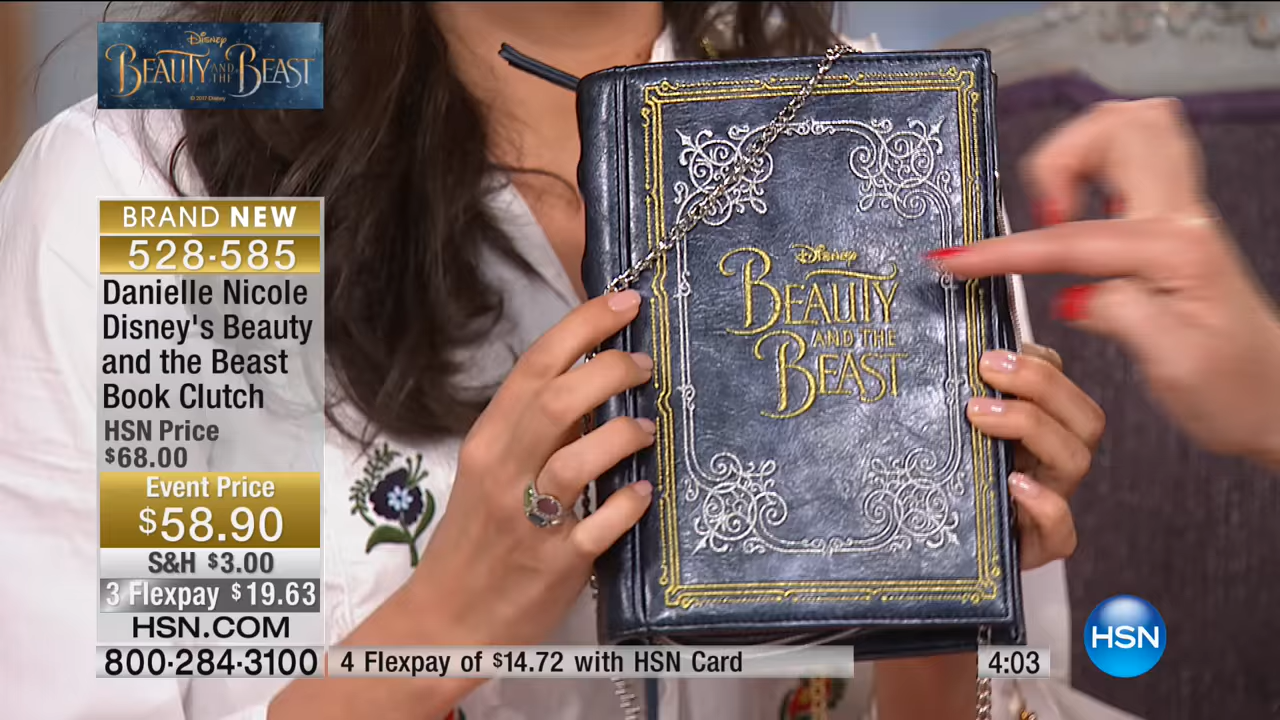 Disney
BEAUTY AND THE BEAST
© 2017 Disney
BRAND NEW
528-585
Danielle Nicole
Disney's Beauty
and the Beast
Book Clutch
HSN Price
$68.00
Event Price
$58.90
S&H $3.00
3 Flexpay $19.63
HSN.COM
800·284·3100
4 Flexpay of $14.72 with HSN Card
4:03
HSN
Disney
BEAUTY
AND THE
BEAST